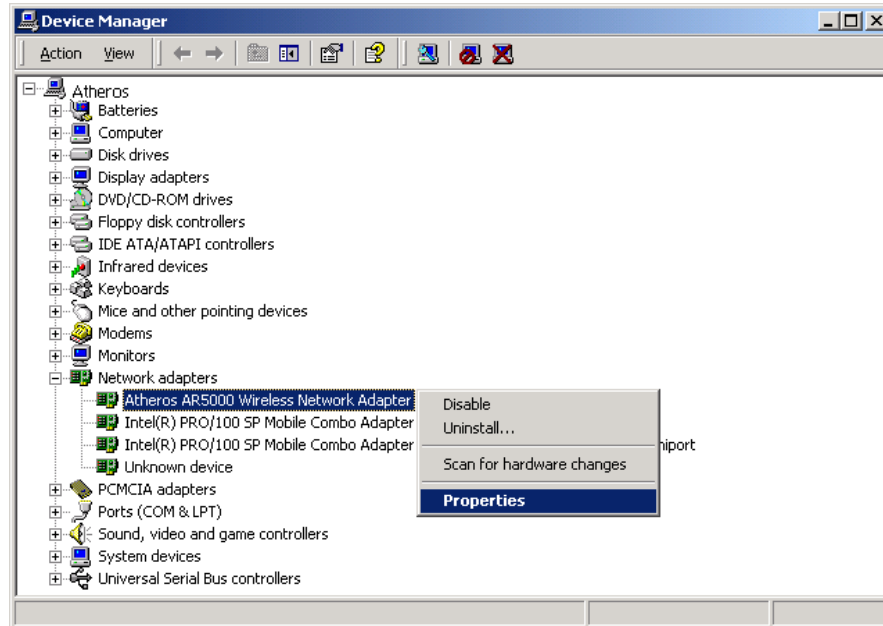 Device Manager
Action View
Atheros
Batteries
Computer
Disk drives
Display adapters
DVD/CD-ROM drives
Floppy disk controllers
IDE ATA/ATAPI controllers
Infrared devices
Keyboards
Mice and other pointing devices
Modems
Monitors
Network adapters
Atheros AR5000 Wireless Network Adapter
Intel(R) PRO/100 SP Mobile Combo Adapter
Intel(R) PRO/100 SP Mobile Combo Adapter niport
Unknown device
PCMCIA adapters
Ports (COM & LPT)
Sound, video and game controllers
System devices
Universal Serial Bus controllers
Disable
Uninstall...
Scan for hardware changes
Properties